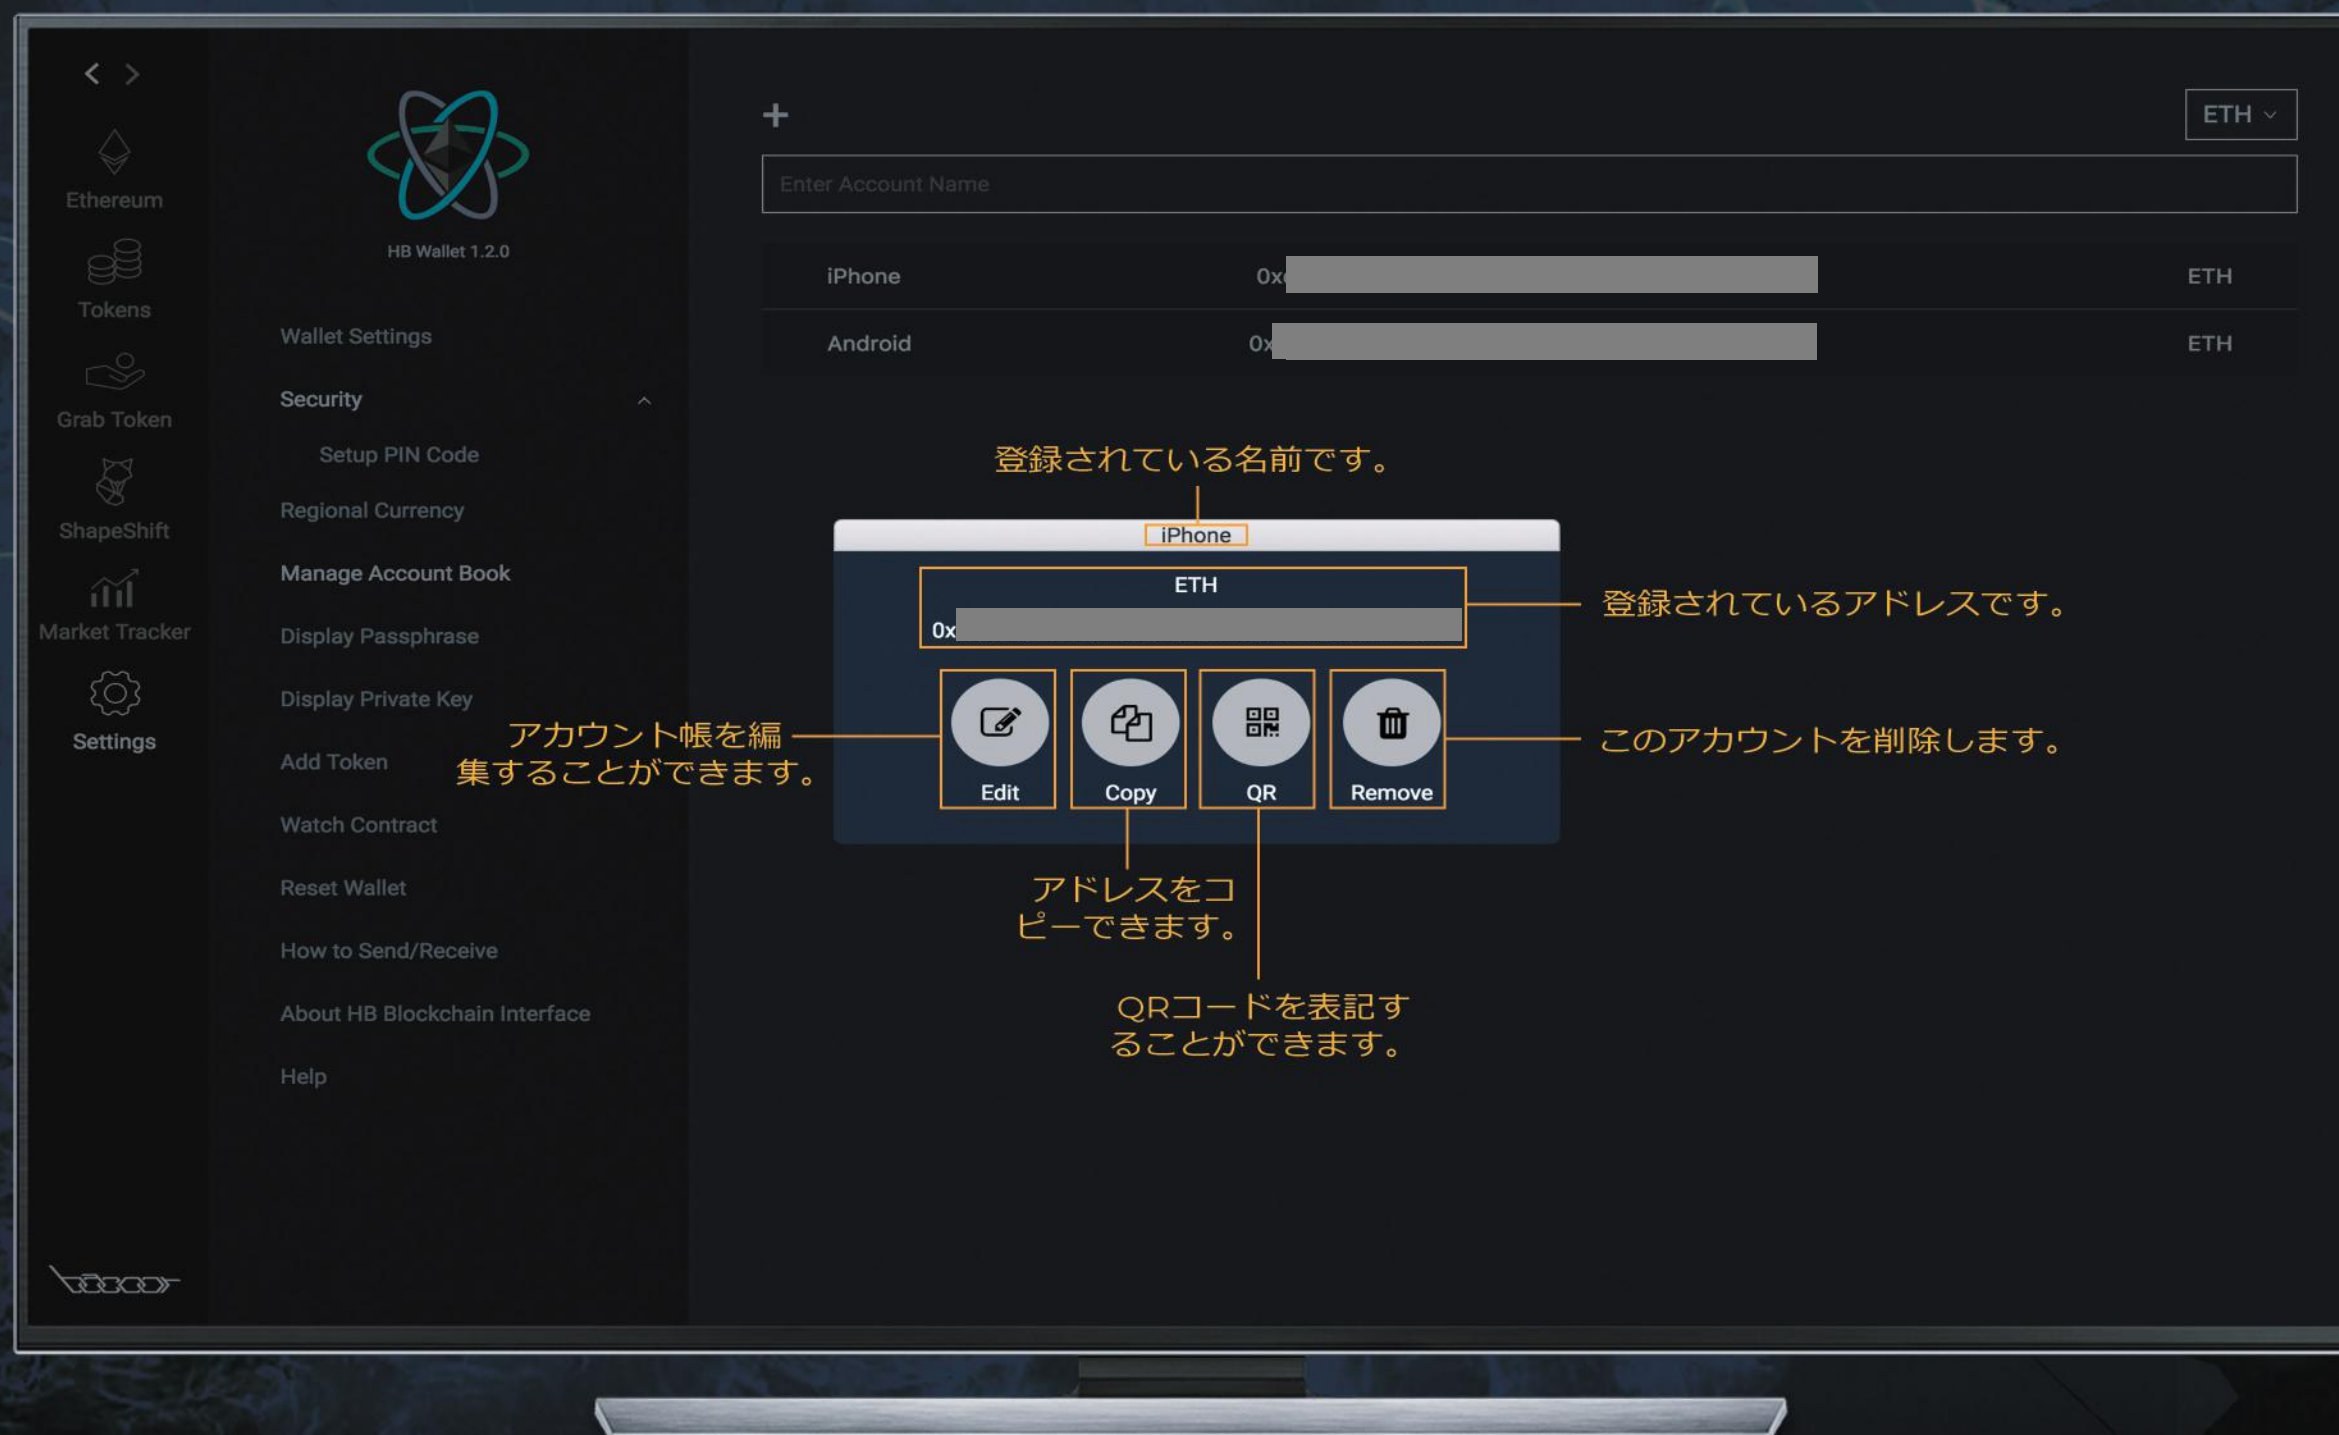 Ethereum
Tokens
Grab Token
ShapeShift
Market Tracker
Settings
HB Wallet 1.2.0
Wallet Settings
Security
Setup PIN Code
Regional Currency
Manage Account Book
Display Passphrase
Display Private Key
Add Token
Watch Contract
Reset Wallet
How to Send/Receive
About HB Blockchain Interface
Help
+
ETH
Enter Account Name
iPhone 0x ETH
Android 0x ETH
登録されている名前です。
iPhone
ETH
0x
登録されているアドレスです。
Edit Copy QR Remove
アカウント帳を編
集することができます。
このアカウントを削除します。
アドレスをコ
ピーできます。
QRコードを表記す
ることができます。